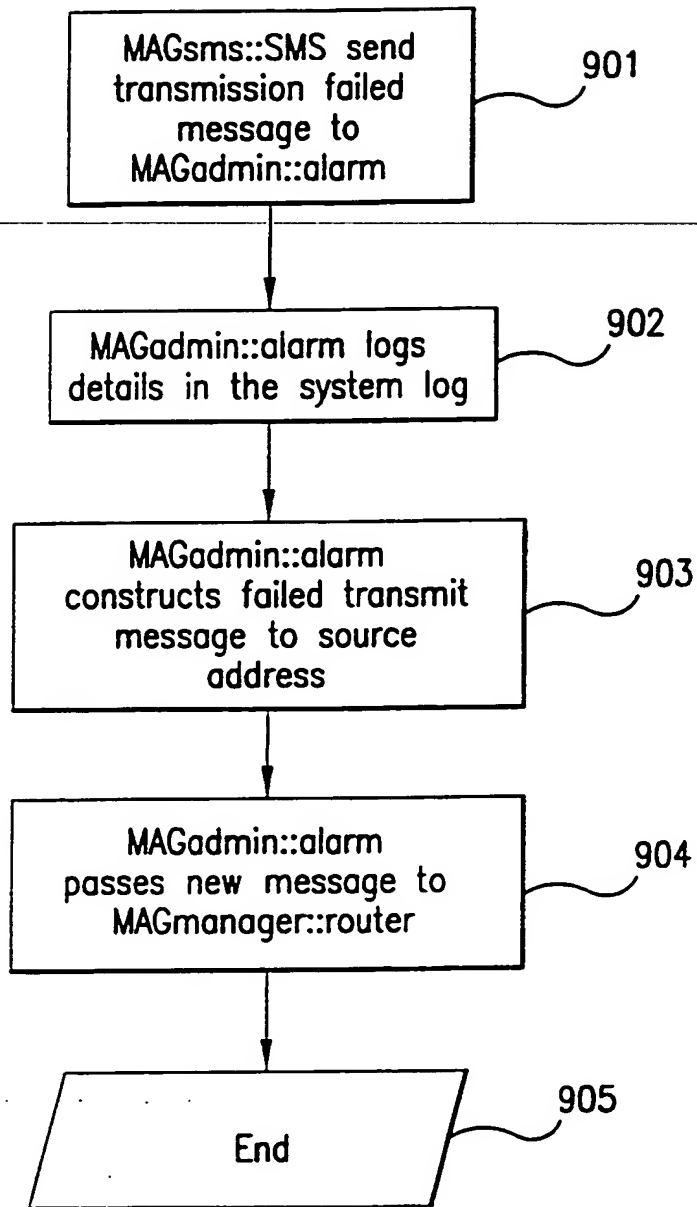 MAGsms::SMS send
transmission failed
message to
MAGadmin::alarm
901
MAGadmin::alarm logs
details in the system log
902
MAGadmin::alarm
constructs failed transmit
message to source
address
903
MAGadmin::alarm
passes new message to
MAGmanager::router
904
End
905